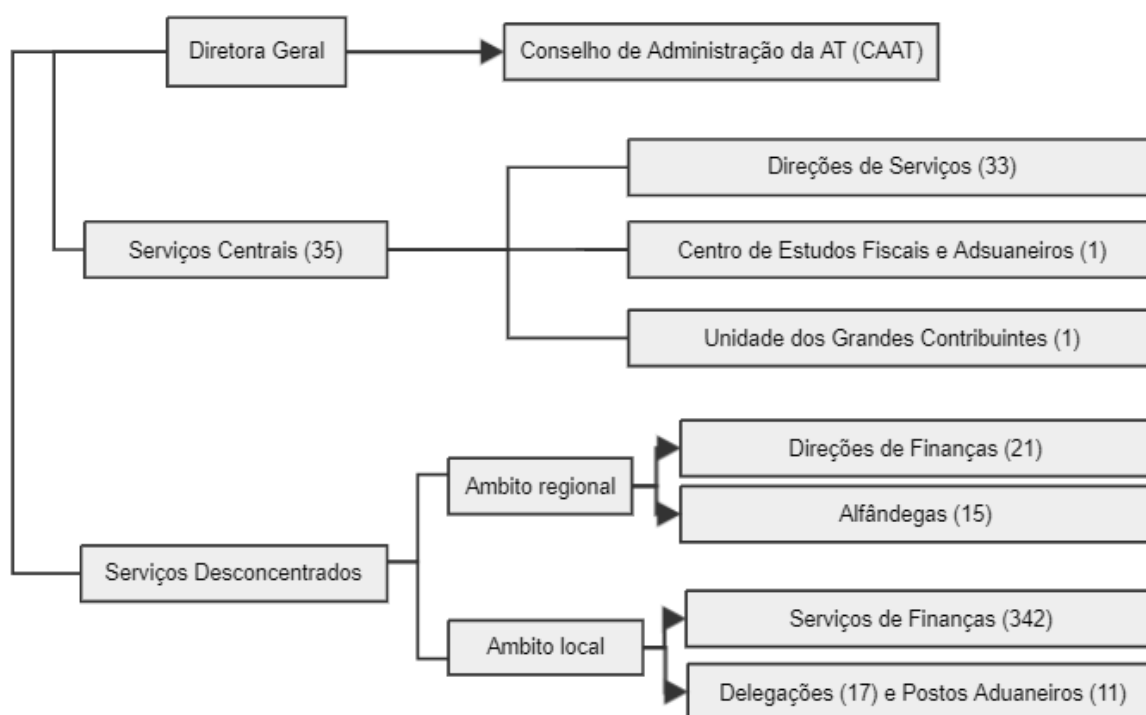 Diretora Geral
Conselho de Administração da AT (CAAT)
Direções de Serviços (33)
Serviços Centrais (35)
Centro de Estudos Fiscais e Adsuaneiros (1)
Unidade dos Grandes Contribuintes (1)
Direções de Finanças (21)
Ambito regional
Alfândegas (15)
Serviços Desconcentrados
Serviços de Finanças (342)
Ambito local
Delegações (17) e Postos Aduaneiros (11)